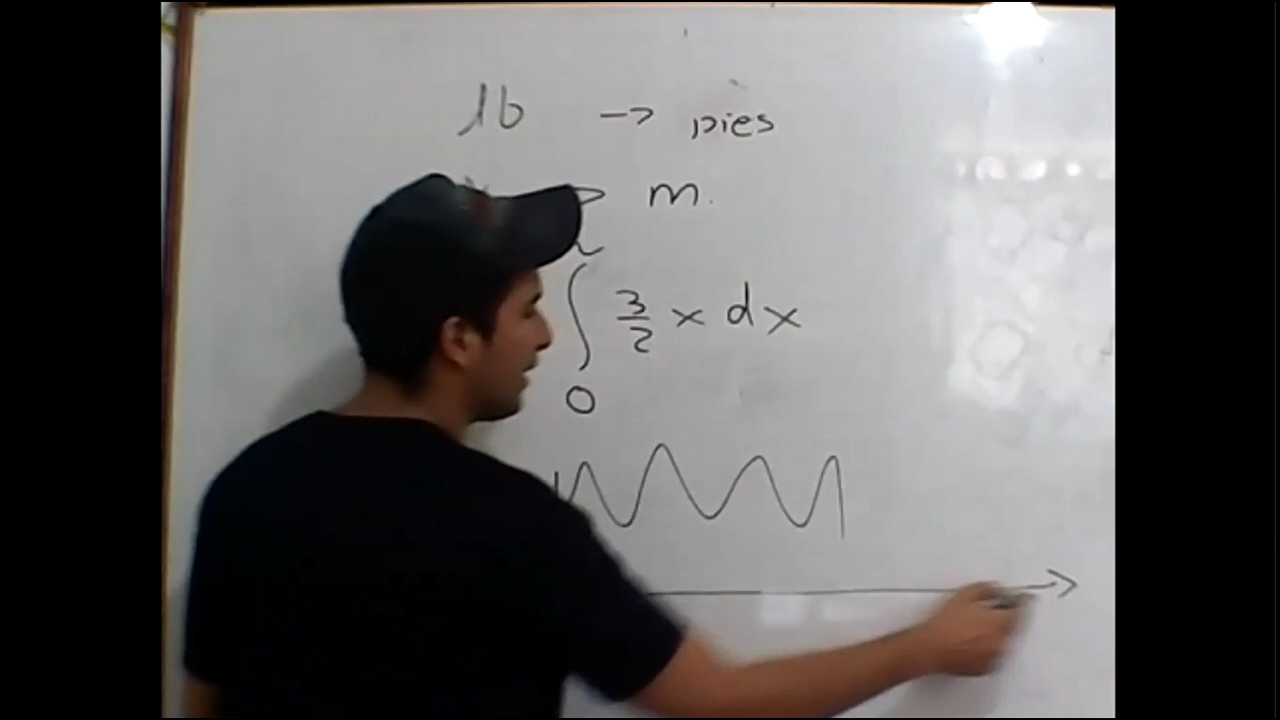 lb -> pies
m.
∫ 3/2 x dx
0